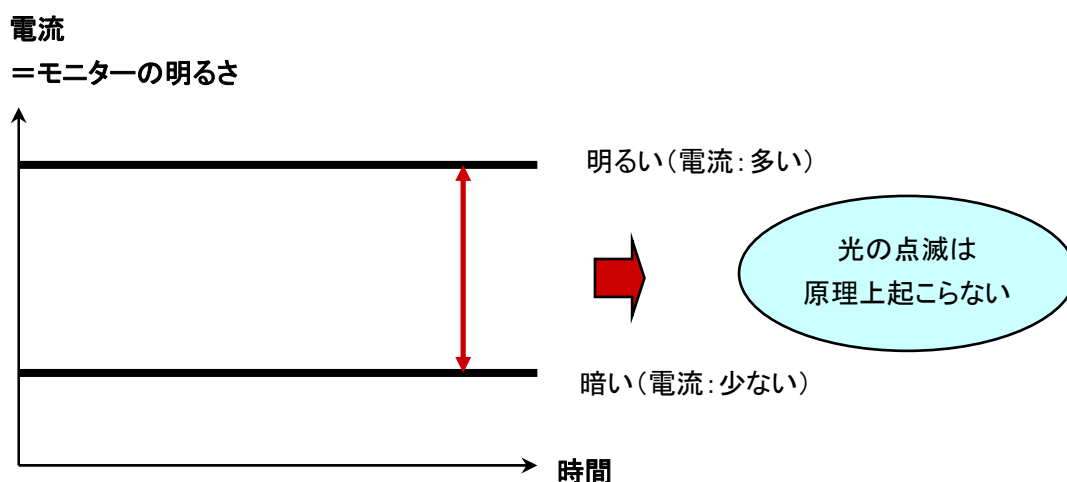 電流
＝モニターの明るさ
明るい（電流：多い）
光の点滅は
原理上起こらない
暗い（電流：少ない）
時間